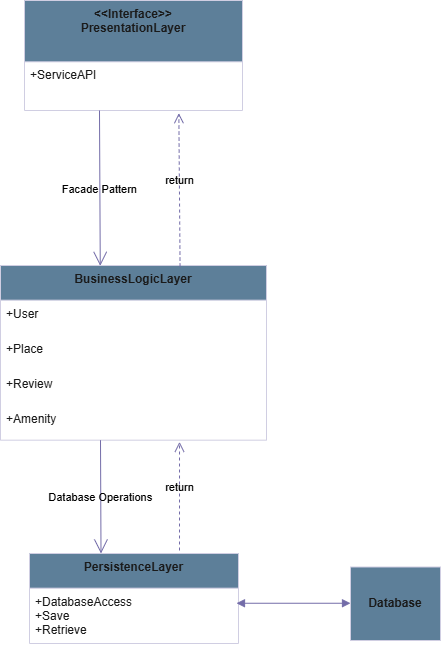 <<Interface>>
PresentationLayer
+ServiceAPI
return
Facade Pattern
BusinessLogicLayer
+User
+Place
+Review
+Amenity
return
Database Operations
PersistenceLayer
+DatabaseAccess
+Save
+Retrieve
Database